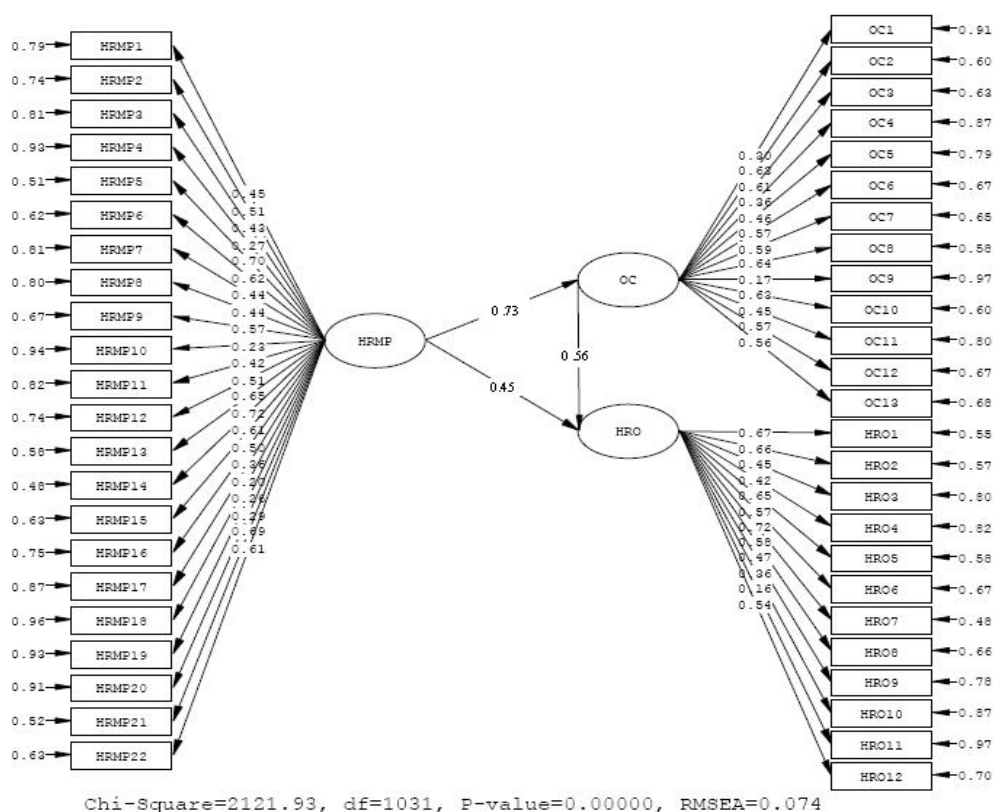 0.79 HRMP1
0.74 HRMP2
0.81 HRMP3
0.93 HRMP4
0.51 HRMP5
0.62 HRMP6
0.81 HRMP7
0.80 HRMP8
0.67 HRMP9
0.94 HRMP10
0.82 HRMP11
0.74 HRMP12
0.58 HRMP13
0.48 HRMP14
0.63 HRMP15
0.75 HRMP16
0.87 HRMP17
0.96 HRMP18
0.93 HRMP19
0.91 HRMP20
0.52 HRMP21
0.63 HRMP22
0.45
0.51
0.43
0.27
0.70
0.62
0.44
0.44
0.57
0.23
0.42
0.51
0.65
0.72
0.61
0.50
0.36
0.26
0.29
0.69
0.61
HRMP
0.73
0.45
OC
0.56
HRO
0.30
0.63
0.61
0.36
0.46
0.57
0.59
0.64
0.17
0.63
0.45
0.57
0.56
0.67
0.66
0.45
0.42
0.65
0.57
0.72
0.58
0.47
0.36
0.16
0.54
OC1 0.91
OC2 0.60
OC3 0.63
OC4 0.87
OC5 0.79
OC6 0.67
OC7 0.65
OC8 0.58
OC9 0.97
OC10 0.60
OC11 0.80
OC12 0.67
OC13 0.68
HRO1 0.55
HRO2 0.57
HRO3 0.80
HRO4 0.82
HRO5 0.58
HRO6 0.67
HRO7 0.48
HRO8 0.66
HRO9 0.78
HRO10 0.87
HRO11 0.97
HRO12 0.70
Chi-Square=2121.93, df=1031, P-value=0.00000, RMSEA=0.074